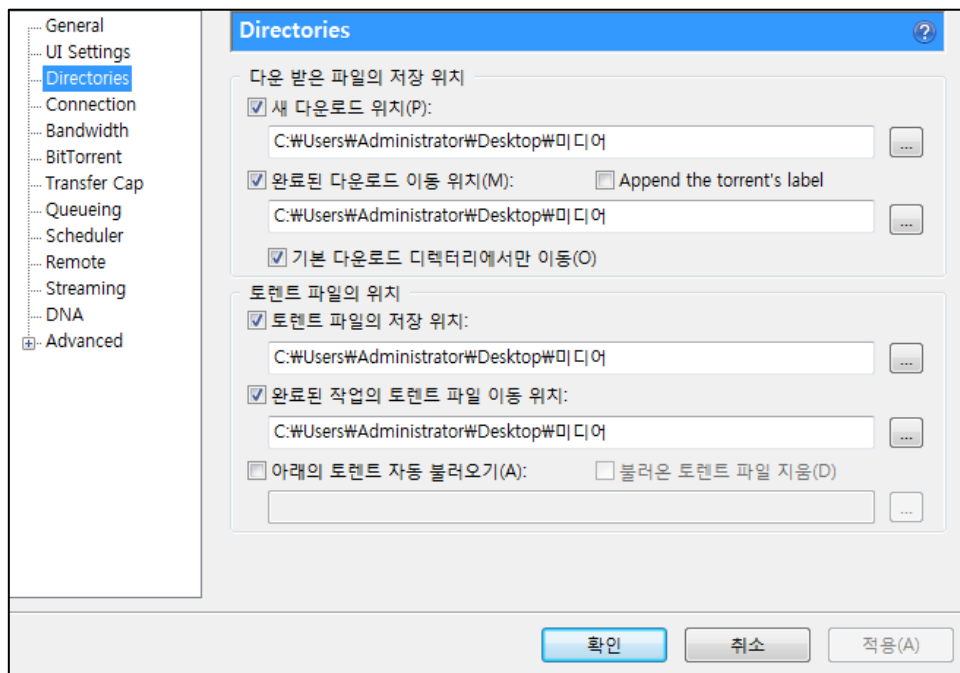 General
UI Settings
Directories
Connection
Bandwidth
BitTorrent
Transfer Cap
Queueing
Scheduler
Remote
Streaming
DNA
Advanced
Directories
다운 받은 파일의 저장 위치
새 다운로드 위치(P):
C:₩Users₩Administrator₩Desktop₩미디어
...
완료된 다운로드 이동 위치(M): Append the torrent's label
C:₩Users₩Administrator₩Desktop₩미디어
...
기본 다운로드 디렉터리에서만 이동(O)
토렌트 파일의 위치
토렌트 파일의 저장 위치:
C:₩Users₩Administrator₩Desktop₩미디어
...
완료된 작업의 토렌트 파일 이동 위치:
C:₩Users₩Administrator₩Desktop₩미디어
...
아래의 토렌트 자동 불러오기(A): 불러온 토렌트 파일 지움(D)
...
확인 취소 적용(A)